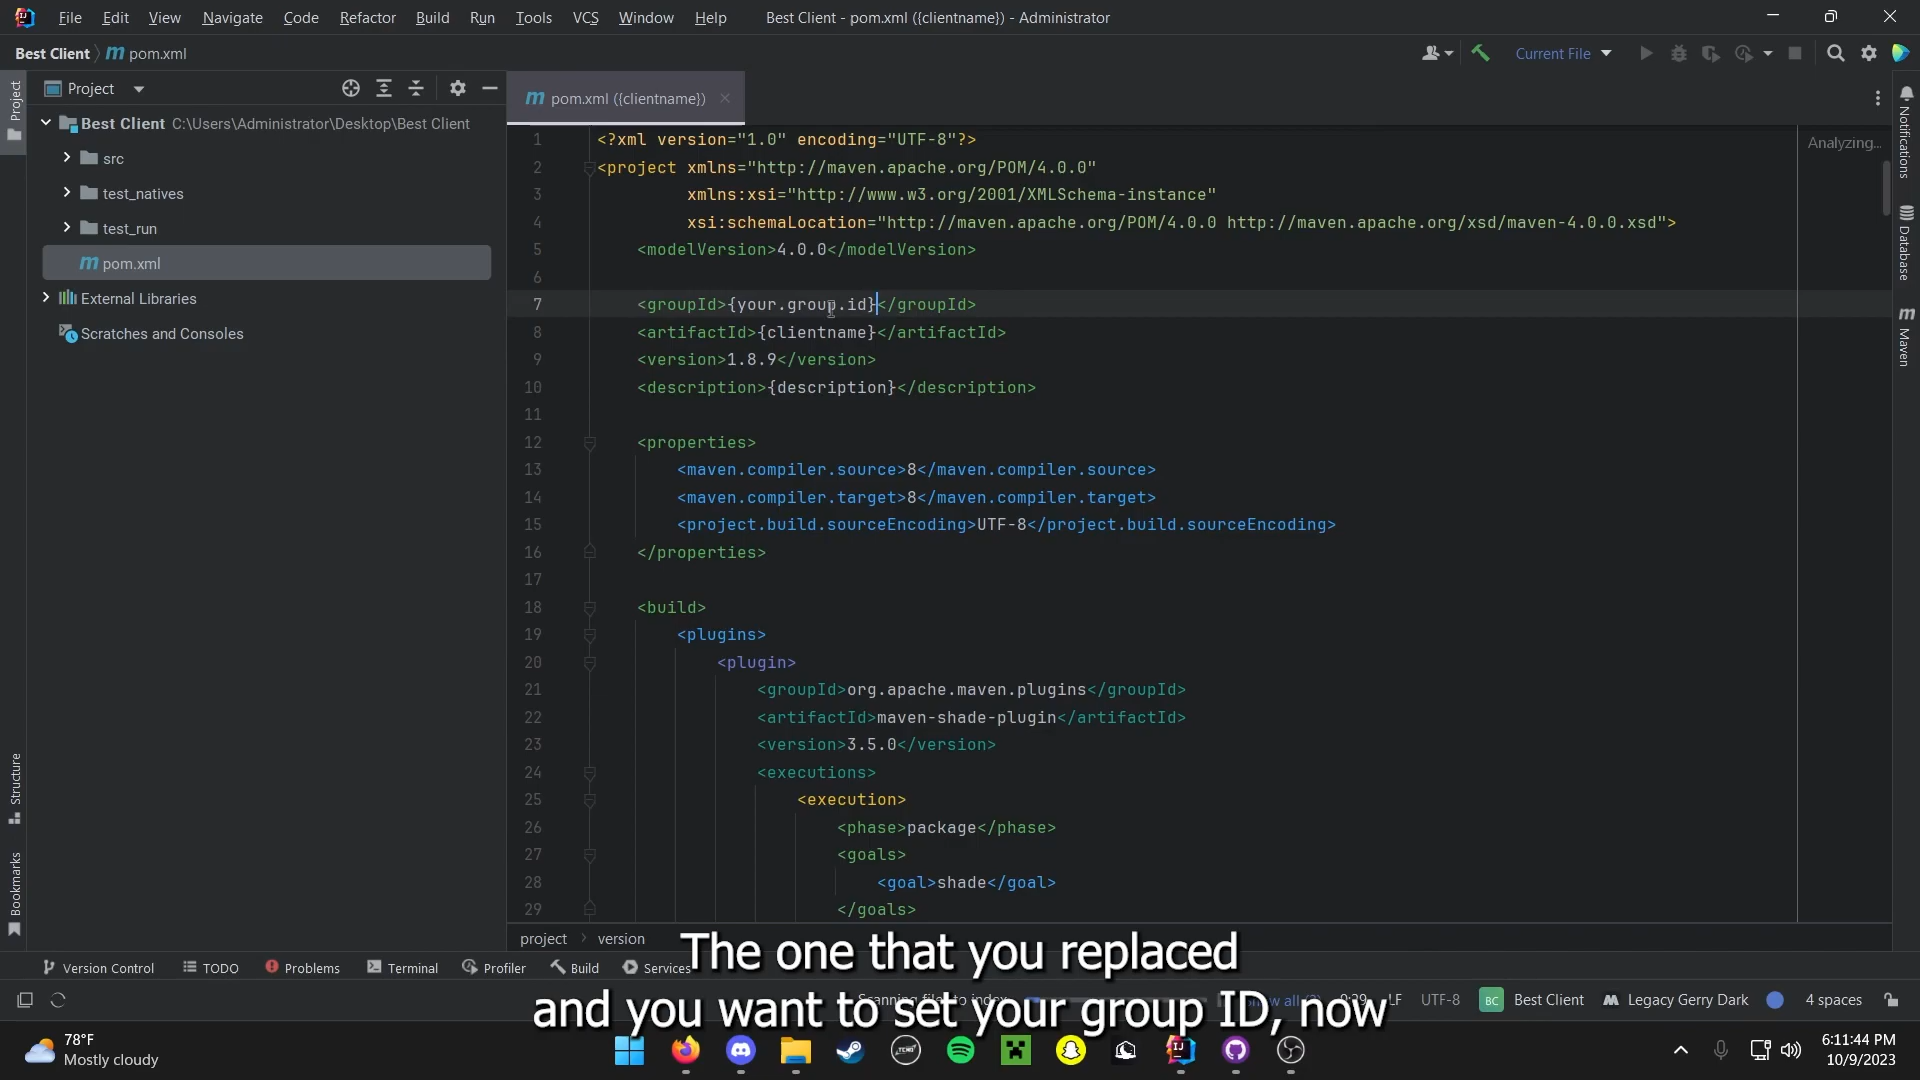 File Edit View Navigate Code Refactor Build Run Tools VCS Window Help Best Client - pom.xml ({clientname}) - Administrator
Best Client pom.xml
Current File
Project
pom.xml ({clientname})
Best Client C:\Users\Administrator\Desktop\Best Client
src
test_natives
test_run
pom.xml
External Libraries
Scratches and Consoles
Project
Structure
Bookmarks
1 <?xml version="1.0" encoding="UTF-8"?>
2 <project xmlns="http://maven.apache.org/POM/4.0.0"
3 xmlns:xsi="http://www.w3.org/2001/XMLSchema-instance"
4 xsi:schemaLocation="http://maven.apache.org/POM/4.0.0 http://maven.apache.org/xsd/maven-4.0.0.xsd">
5 <modelVersion>4.0.0</modelVersion>
6
7 <groupId>{your.group.id}</groupId>
8 <artifactId>{clientname}</artifactId>
9 <version>1.8.9</version>
10 <description>{description}</description>
11
12 <properties>
13 <maven.compiler.source>8</maven.compiler.source>
14 <maven.compiler.target>8</maven.compiler.target>
15 <project.build.sourceEncoding>UTF-8</project.build.sourceEncoding>
16 </properties>
17
18 <build>
19 <plugins>
20 <plugin>
21 <groupId>org.apache.maven.plugins</groupId>
22 <artifactId>maven-shade-plugin</artifactId>
23 <version>3.5.0</version>
24 <executions>
25 <execution>
26 <phase>package</phase>
27 <goals>
28 <goal>shade</goal>
29 </goals>
Analyzing...
Notifications
Database
Maven
project version
Version Control TODO Problems Terminal Profiler Build Services
The one that you replaced
and you want to set your group ID, now
Scanning files to index
LF UTF-8 BC Best Client Legacy Gerry Dark 4 spaces
78°F
Mostly cloudy
6:11:44 PM
10/9/2023